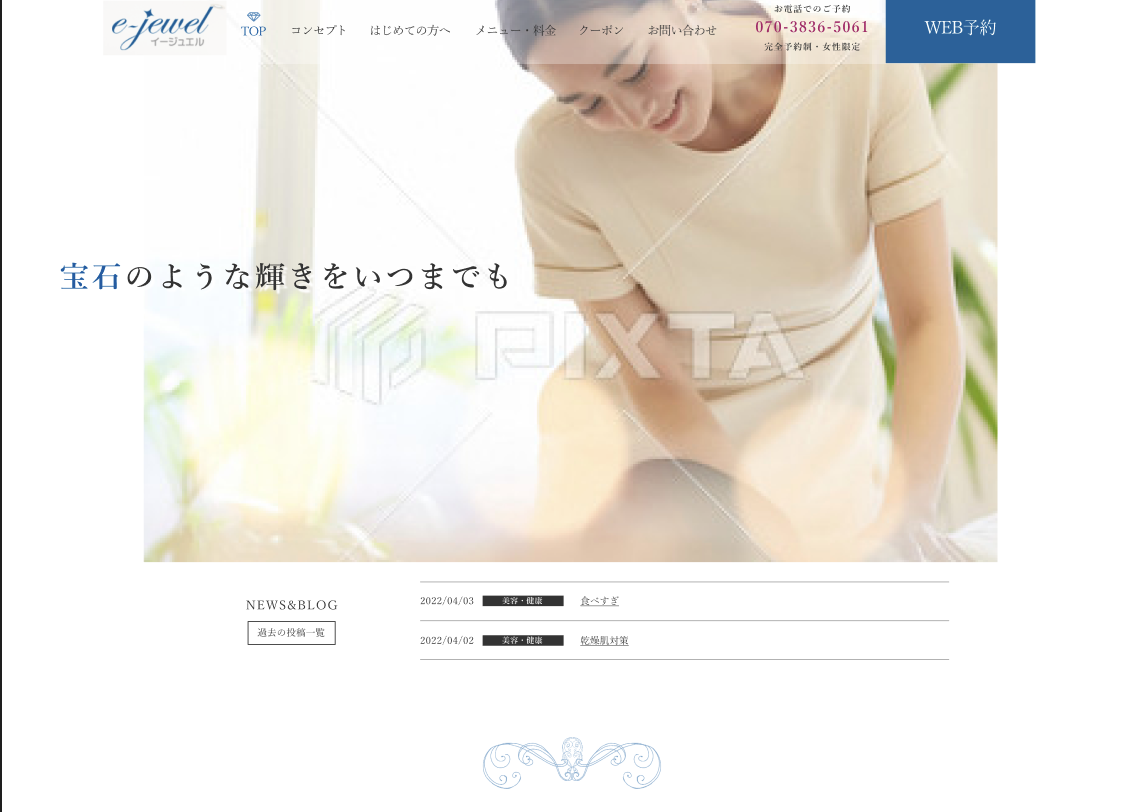 e-jewel
イージュエル
TOP
コンセプト
はじめての方へ
メニュー・料金
クーポン
お問い合わせ
お電話でのご予約
070-3836-5061
完全予約制・女性限定
WEB予約
宝石のような輝きをいつまでも
PIXTA
NEWS&BLOG
過去の投稿一覧
2022/04/03 美容・健康 食べすぎ
2022/04/02 美容・健康 乾燥肌対策